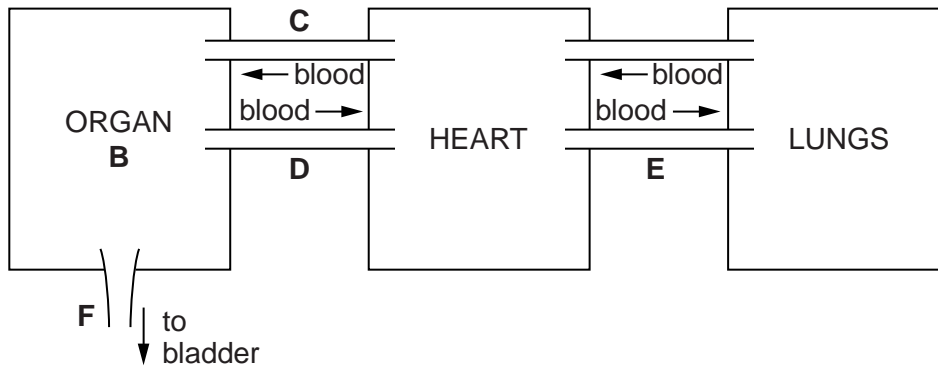 C
blood
blood
blood
blood
ORGAN
B
HEART
LUNGS
D
E
F
to
bladder